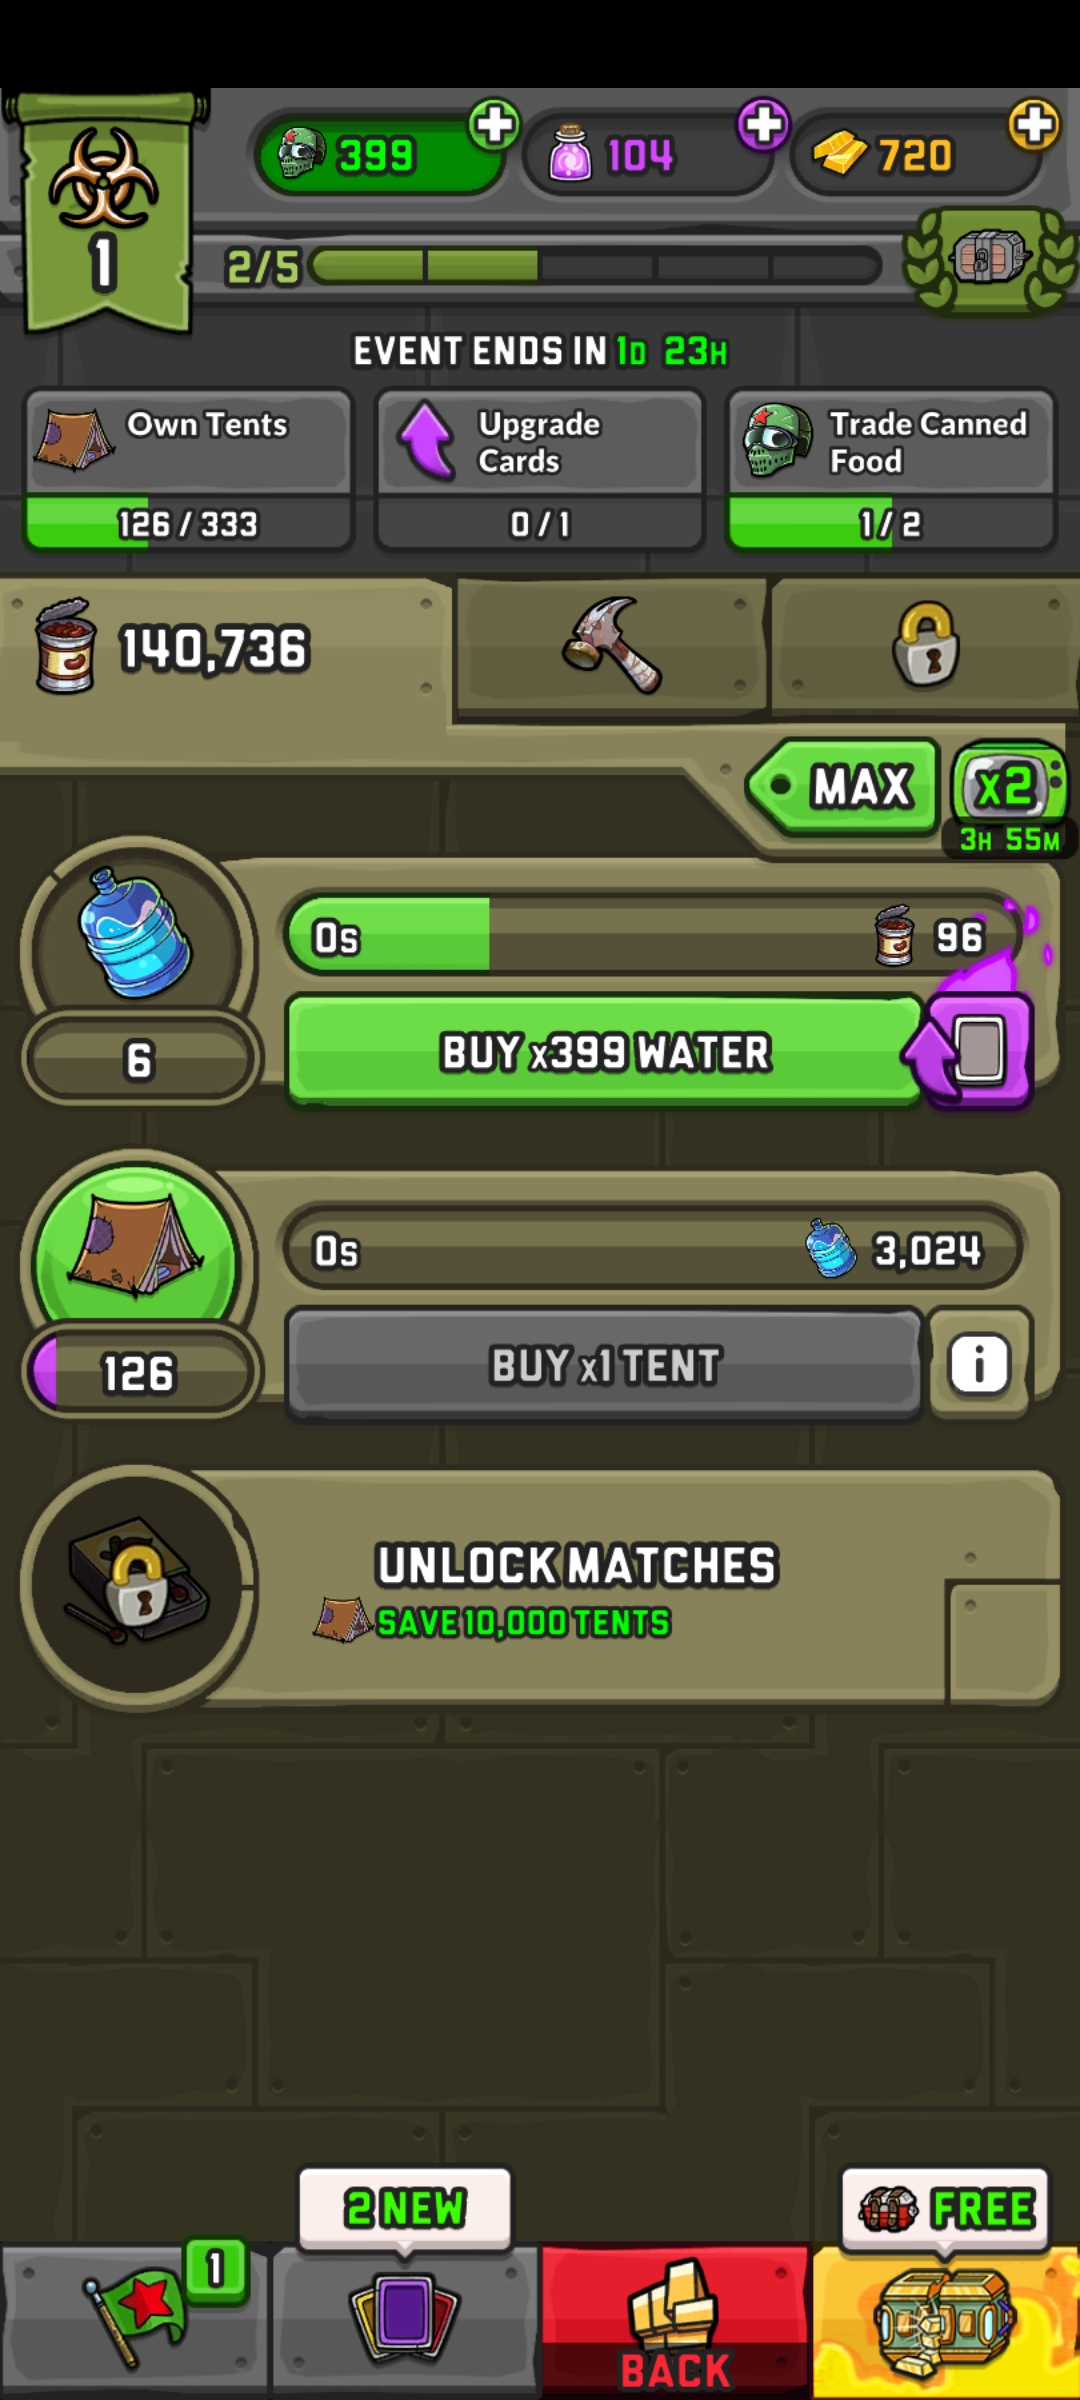 399
104
720
1
2/5
EVENT ENDS IN 1D 23H
Own Tents
126 / 333
Upgrade
Cards
0 / 1
Trade Canned
Food
1 / 2
140,736
MAX
x2
3H 55M
0s
96
6
BUY x399 WATER
0s
3,024
126
BUY x1 TENT
i
UNLOCK MATCHES
SAVE 10,000 TENTS
1
2 NEW
BACK
FREE